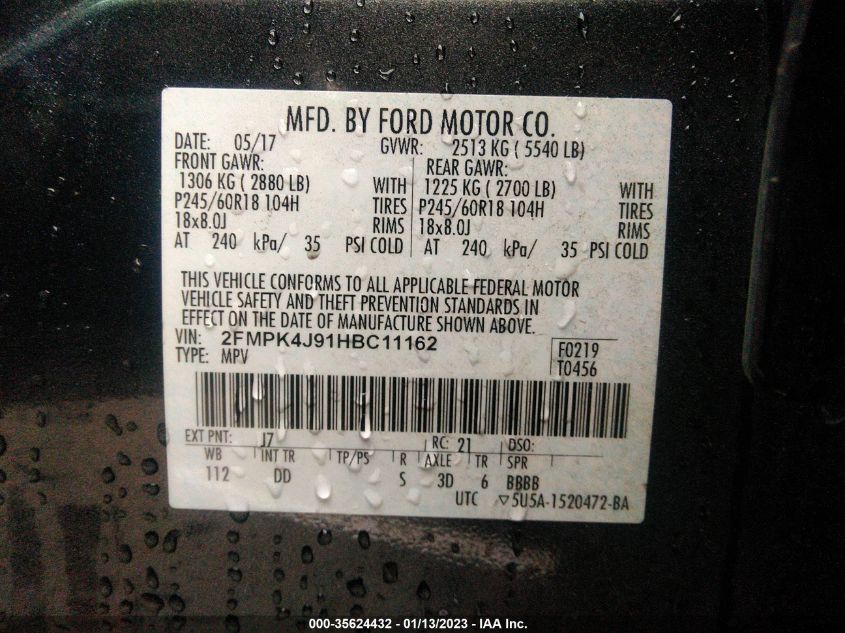 MFD. BY FORD MOTOR CO.
DATE: 05/17 GVWR: 2513 KG ( 5540 LB)
FRONT GAWR: REAR GAWR:
1306 KG ( 2880 LB) WITH 1225 KG ( 2700 LB) WITH
P245/60R18 104H TIRES P245/60R18 104H TIRES
18x8.0J RIMS 18x8.0J RIMS
AT 240 kPa/ 35 PSI COLD AT 240 kPa/ 35 PSI COLD
THIS VEHICLE CONFORMS TO ALL APPLICABLE FEDERAL MOTOR
VEHICLE SAFETY AND THEFT PREVENTION STANDARDS IN
EFFECT ON THE DATE OF MANUFACTURE SHOWN ABOVE.
VIN: 2FMPK4J91HBC11162 F0219
TYPE: MPV T0456
EXT PNT: J7 RC: 21 DSO:
WB INT TR TP/PS R AXLE TR SPR
112 DD S 3D 6 BBBB
UTC ▽5U5A-1520472-BA
000-35624432 - 01/13/2023 - IAA Inc.